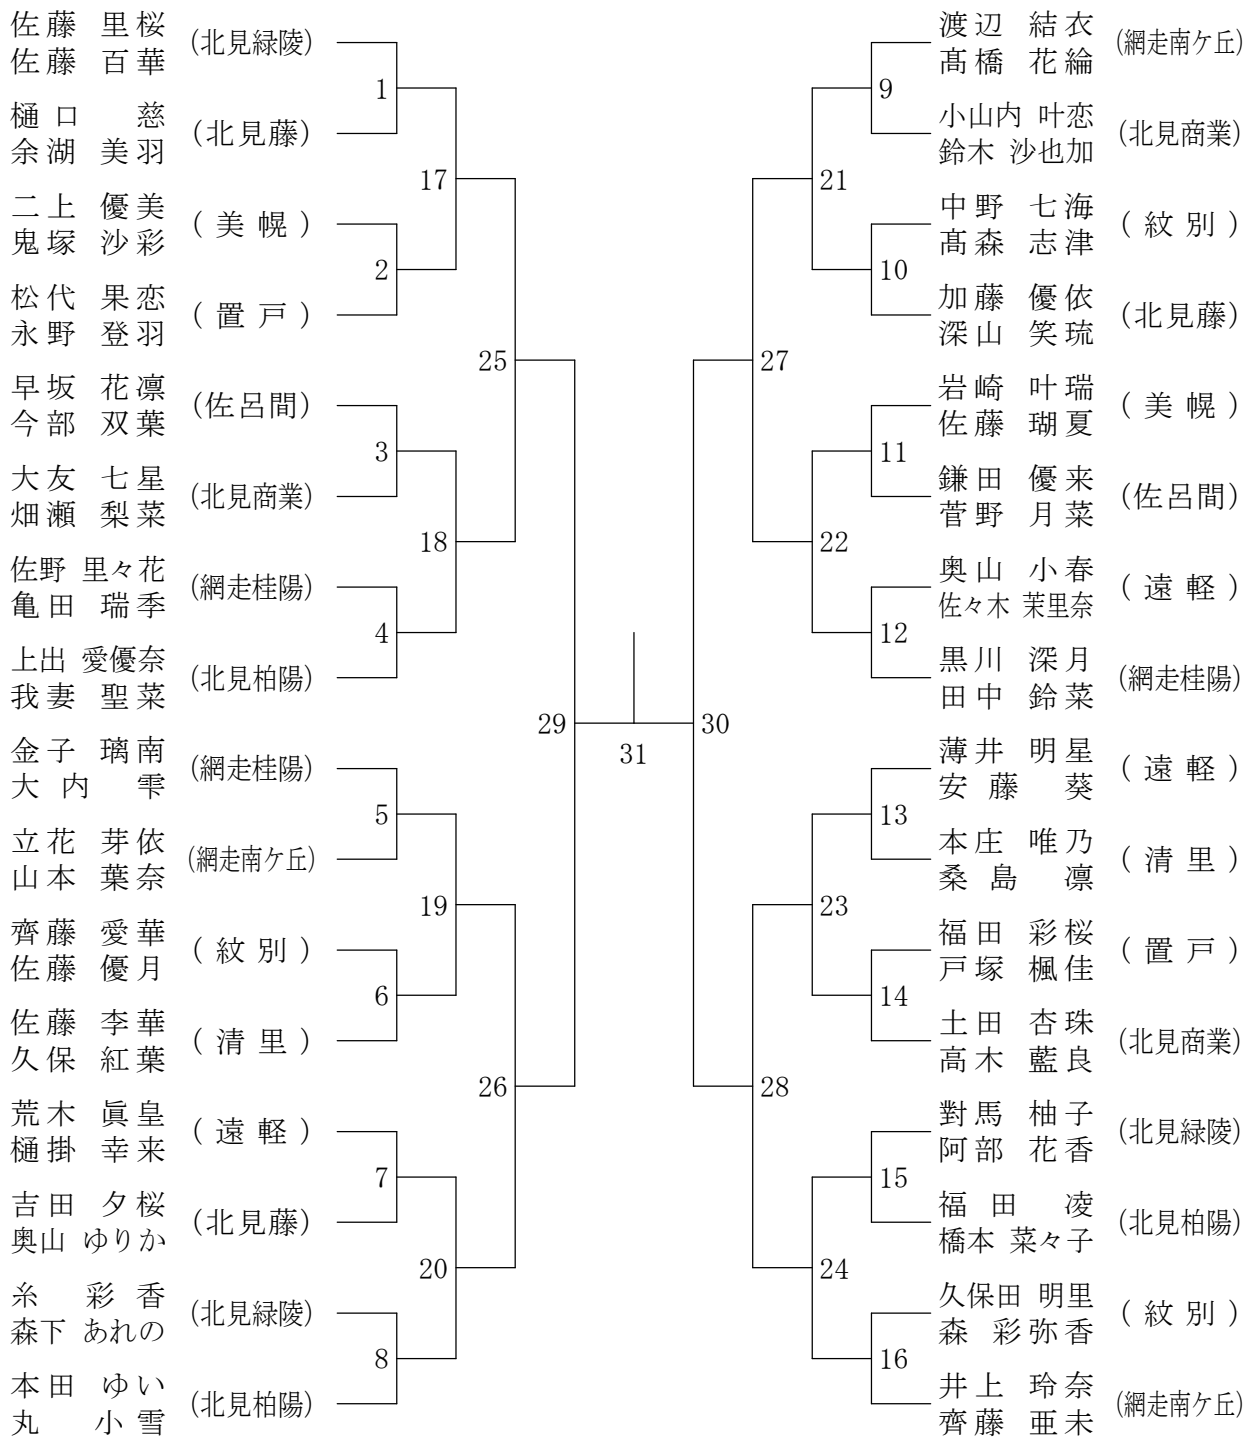 佐藤 里桜
佐藤 百華
(北見緑陵)
1
樋口 慈
余湖 美羽
(北見藤)
17
二上 優美
鬼塚 沙彩
(美幌)
2
松代 果恋
永野 登羽
(置戸)
25
早坂 花凛
今部 双葉
(佐呂間)
3
大友 七星
畑瀬 梨菜
(北見商業)
18
佐野 里々花
亀田 瑞季
(網走桂陽)
4
上出 愛優奈
我妻 聖菜
(北見柏陽)
29
金子 璃南
大内 雫
(網走桂陽)
5
立花 芽依
山本 葉奈
(網走南ケ丘)
19
齊藤 愛華
佐藤 優月
(紋別)
6
佐藤 李華
久保 紅葉
(清里)
26
荒木 眞皇
樋掛 幸来
(遠軽)
7
吉田 夕桜
奥山 ゆりか
(北見藤)
20
糸 彩香
森下 あれの
(北見緑陵)
8
本田 ゆい
丸 小雪
(北見柏陽)
31
渡辺 結衣
髙橋 花綸
(網走南ケ丘)
9
小山内 叶恋
鈴木 沙也加
(北見商業)
21
中野 七海
髙森 志津
(紋別)
10
加藤 優依
深山 笑琉
(北見藤)
27
岩崎 叶瑞
佐藤 瑚夏
(美幌)
11
鎌田 優来
菅野 月菜
(佐呂間)
22
奥山 小春
佐々木 茉里奈
(遠軽)
12
黒川 深月
田中 鈴菜
(網走桂陽)
30
薄井 明星
安藤 葵
(遠軽)
13
本庄 唯乃
桑島 凛
(清里)
23
福田 彩桜
戸塚 楓佳
(置戸)
14
土田 杏珠
高木 藍良
(北見商業)
28
對馬 柚子
阿部 花香
(北見緑陵)
15
福田 凌
橋本 菜々子
(北見柏陽)
24
久保田 明里
森 彩弥香
(紋別)
16
井上 玲奈
齊藤 亜未
(網走南ケ丘)